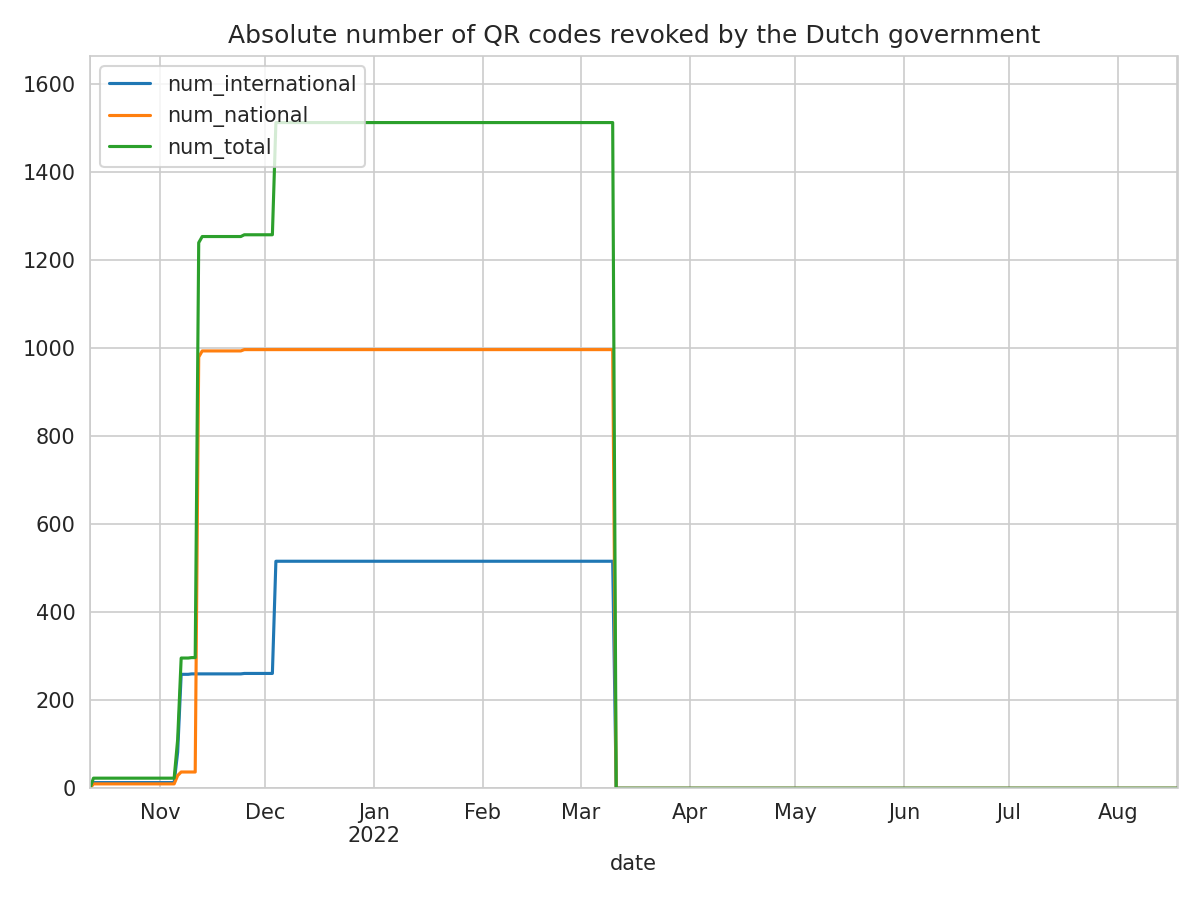 Absolute number of QR codes revoked by the Dutch government
num_international
num_national
num_total
1600
1400
1200
1000
800
600
400
200
0
Nov Dec Jan Feb Mar Apr May Jun Jul Aug
2022
date